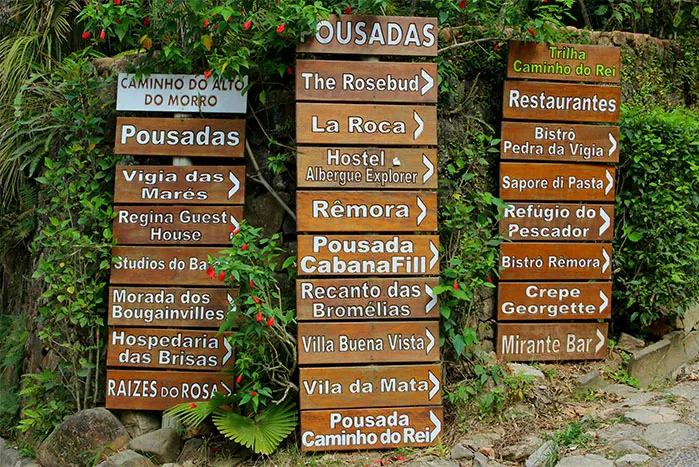 CAMINHO DO ALTO
DO MORRO
Pousadas
Vigia das
Marés
Regina Guest
House
Studios do
Morada dos
Bougainvilles
Hospedaria
das Brisas
RAIZES DO ROSA
POUSADAS
The Rosebud
La Roca
Hostel
Albergue Explorer
Rêmora
Pousada
CabanaFill
Recanto das
Bromélias
Villa Buena Vista
Vila da Mata
Pousada
Caminho do Rei
Trilha
Caminho do Rei
Restaurantes
Bistrô
Pedra da Vigia
Sapore di Pasta
Refúgio do
Pescador
Bistrô Rêmora
Crepe
Georgette
Mirante Bar